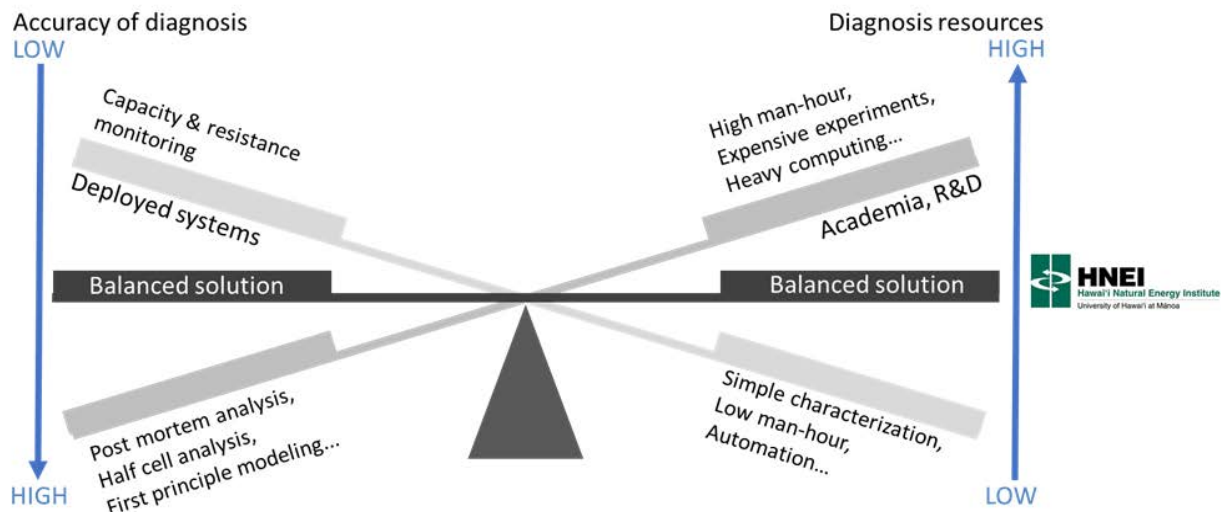 Accuracy of diagnosis
LOW
Diagnosis resources
HIGH
Capacity & resistance
monitoring
Deployed systems
High man-hour,
Expensive experiments,
Heavy computing...
Academia, R&D
Balanced solution
Balanced solution
HNEI
Hawai'i Natural Energy Institute
University of Hawai'i at Mānoa
Post mortem analysis,
Half cell analysis,
First principle modeling...
Simple characterization,
Low man-hour,
Automation...
HIGH
LOW